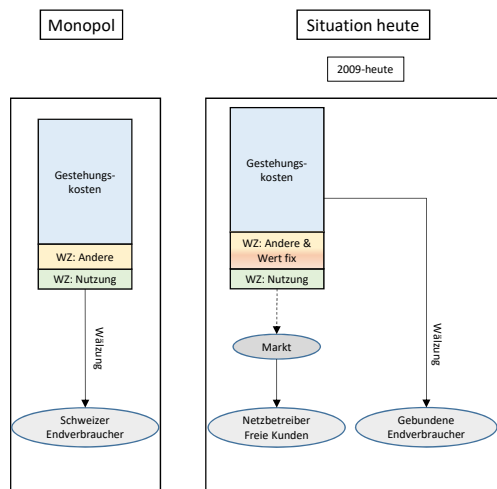 Monopol
Gestehungs-
kosten
WZ: Andere
WZ: Nutzung
Wälzung
Schweizer
Endverbraucher
Situation heute
2009-heute
Gestehungs-
kosten
WZ: Andere &
Wert fix
WZ: Nutzung
Markt
Wälzung
Netzbetreiber
Freie Kunden
Gebundene
Endverbraucher